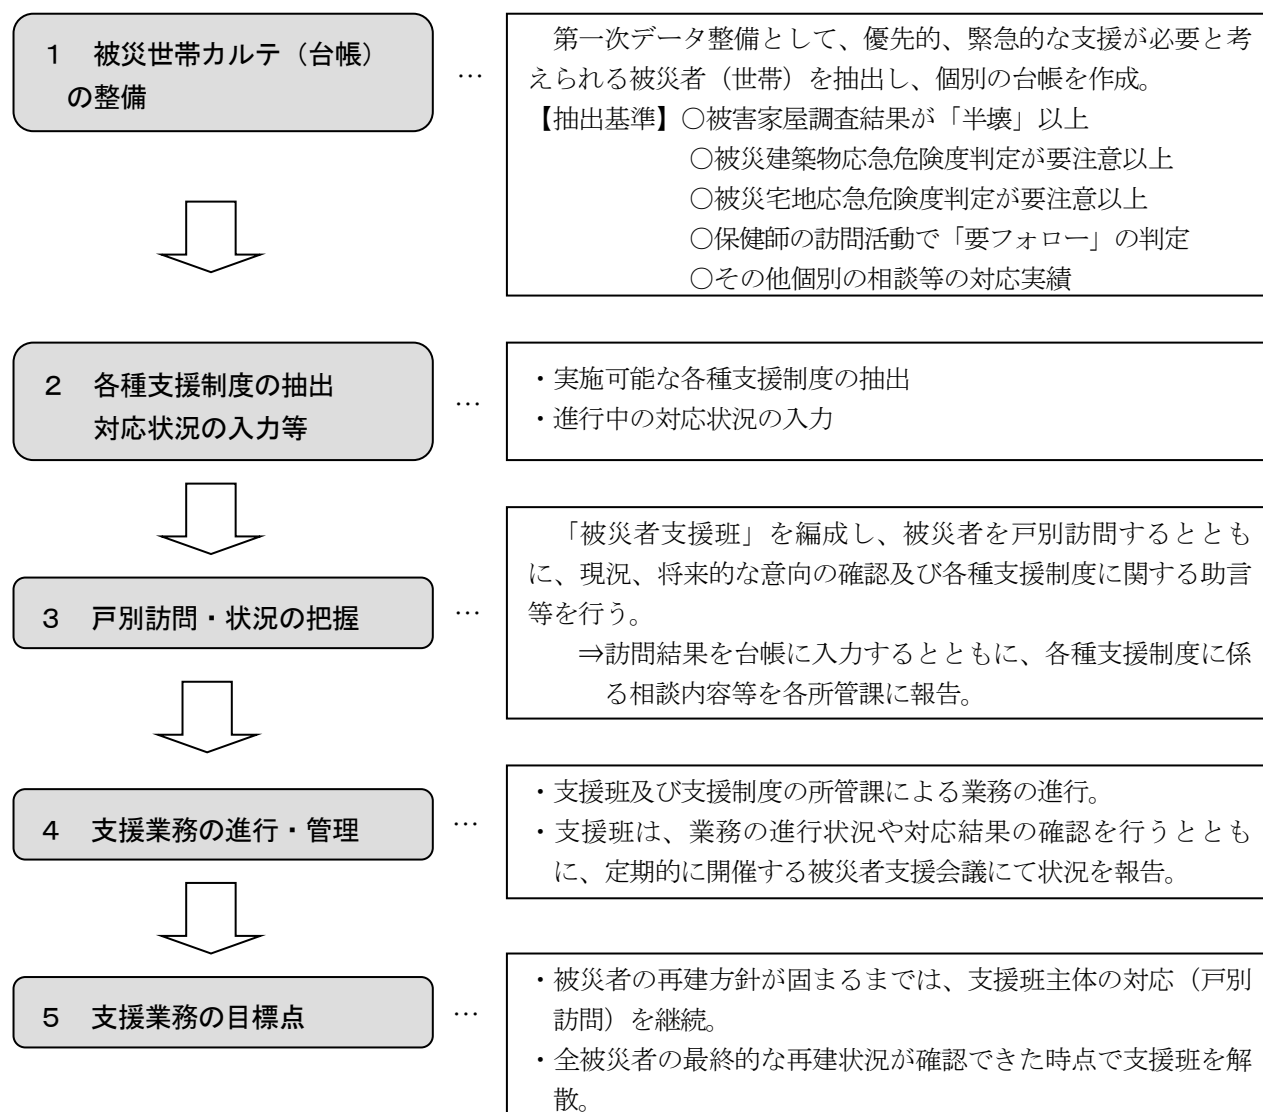 １　被災世帯カルテ（台帳）
の整備
…
第一次データ整備として、優先的、緊急的な支援が必要と考
えられる被災者（世帯）を抽出し、個別の台帳を作成。
【抽出基準】○被害家屋調査結果が「半壊」以上
○被災建築物応急危険度判定が要注意以上
○被災宅地応急危険度判定が要注意以上
○保健師の訪問活動で「要フォロー」の判定
○その他個別の相談等の対応実績
２　各種支援制度の抽出
対応状況の入力等
…
・実施可能な各種支援制度の抽出
・進行中の対応状況の入力
３　戸別訪問・状況の把握
…
「被災者支援班」を編成し、被災者を戸別訪問するととも
に、現況、将来的な意向の確認及び各種支援制度に関する助言
等を行う。
⇒訪問結果を台帳に入力するとともに、各種支援制度に係
る相談内容等を各所管課に報告。
４　支援業務の進行・管理
…
・支援班及び支援制度の所管課による業務の進行。
・支援班は、業務の進行状況や対応結果の確認を行うととも
に、定期的に開催する被災者支援会議にて状況を報告。
５　支援業務の目標点
…
・被災者の再建方針が固まるまでは、支援班主体の対応（戸別
訪問）を継続。
・全被災者の最終的な再建状況が確認できた時点で支援班を解
散。